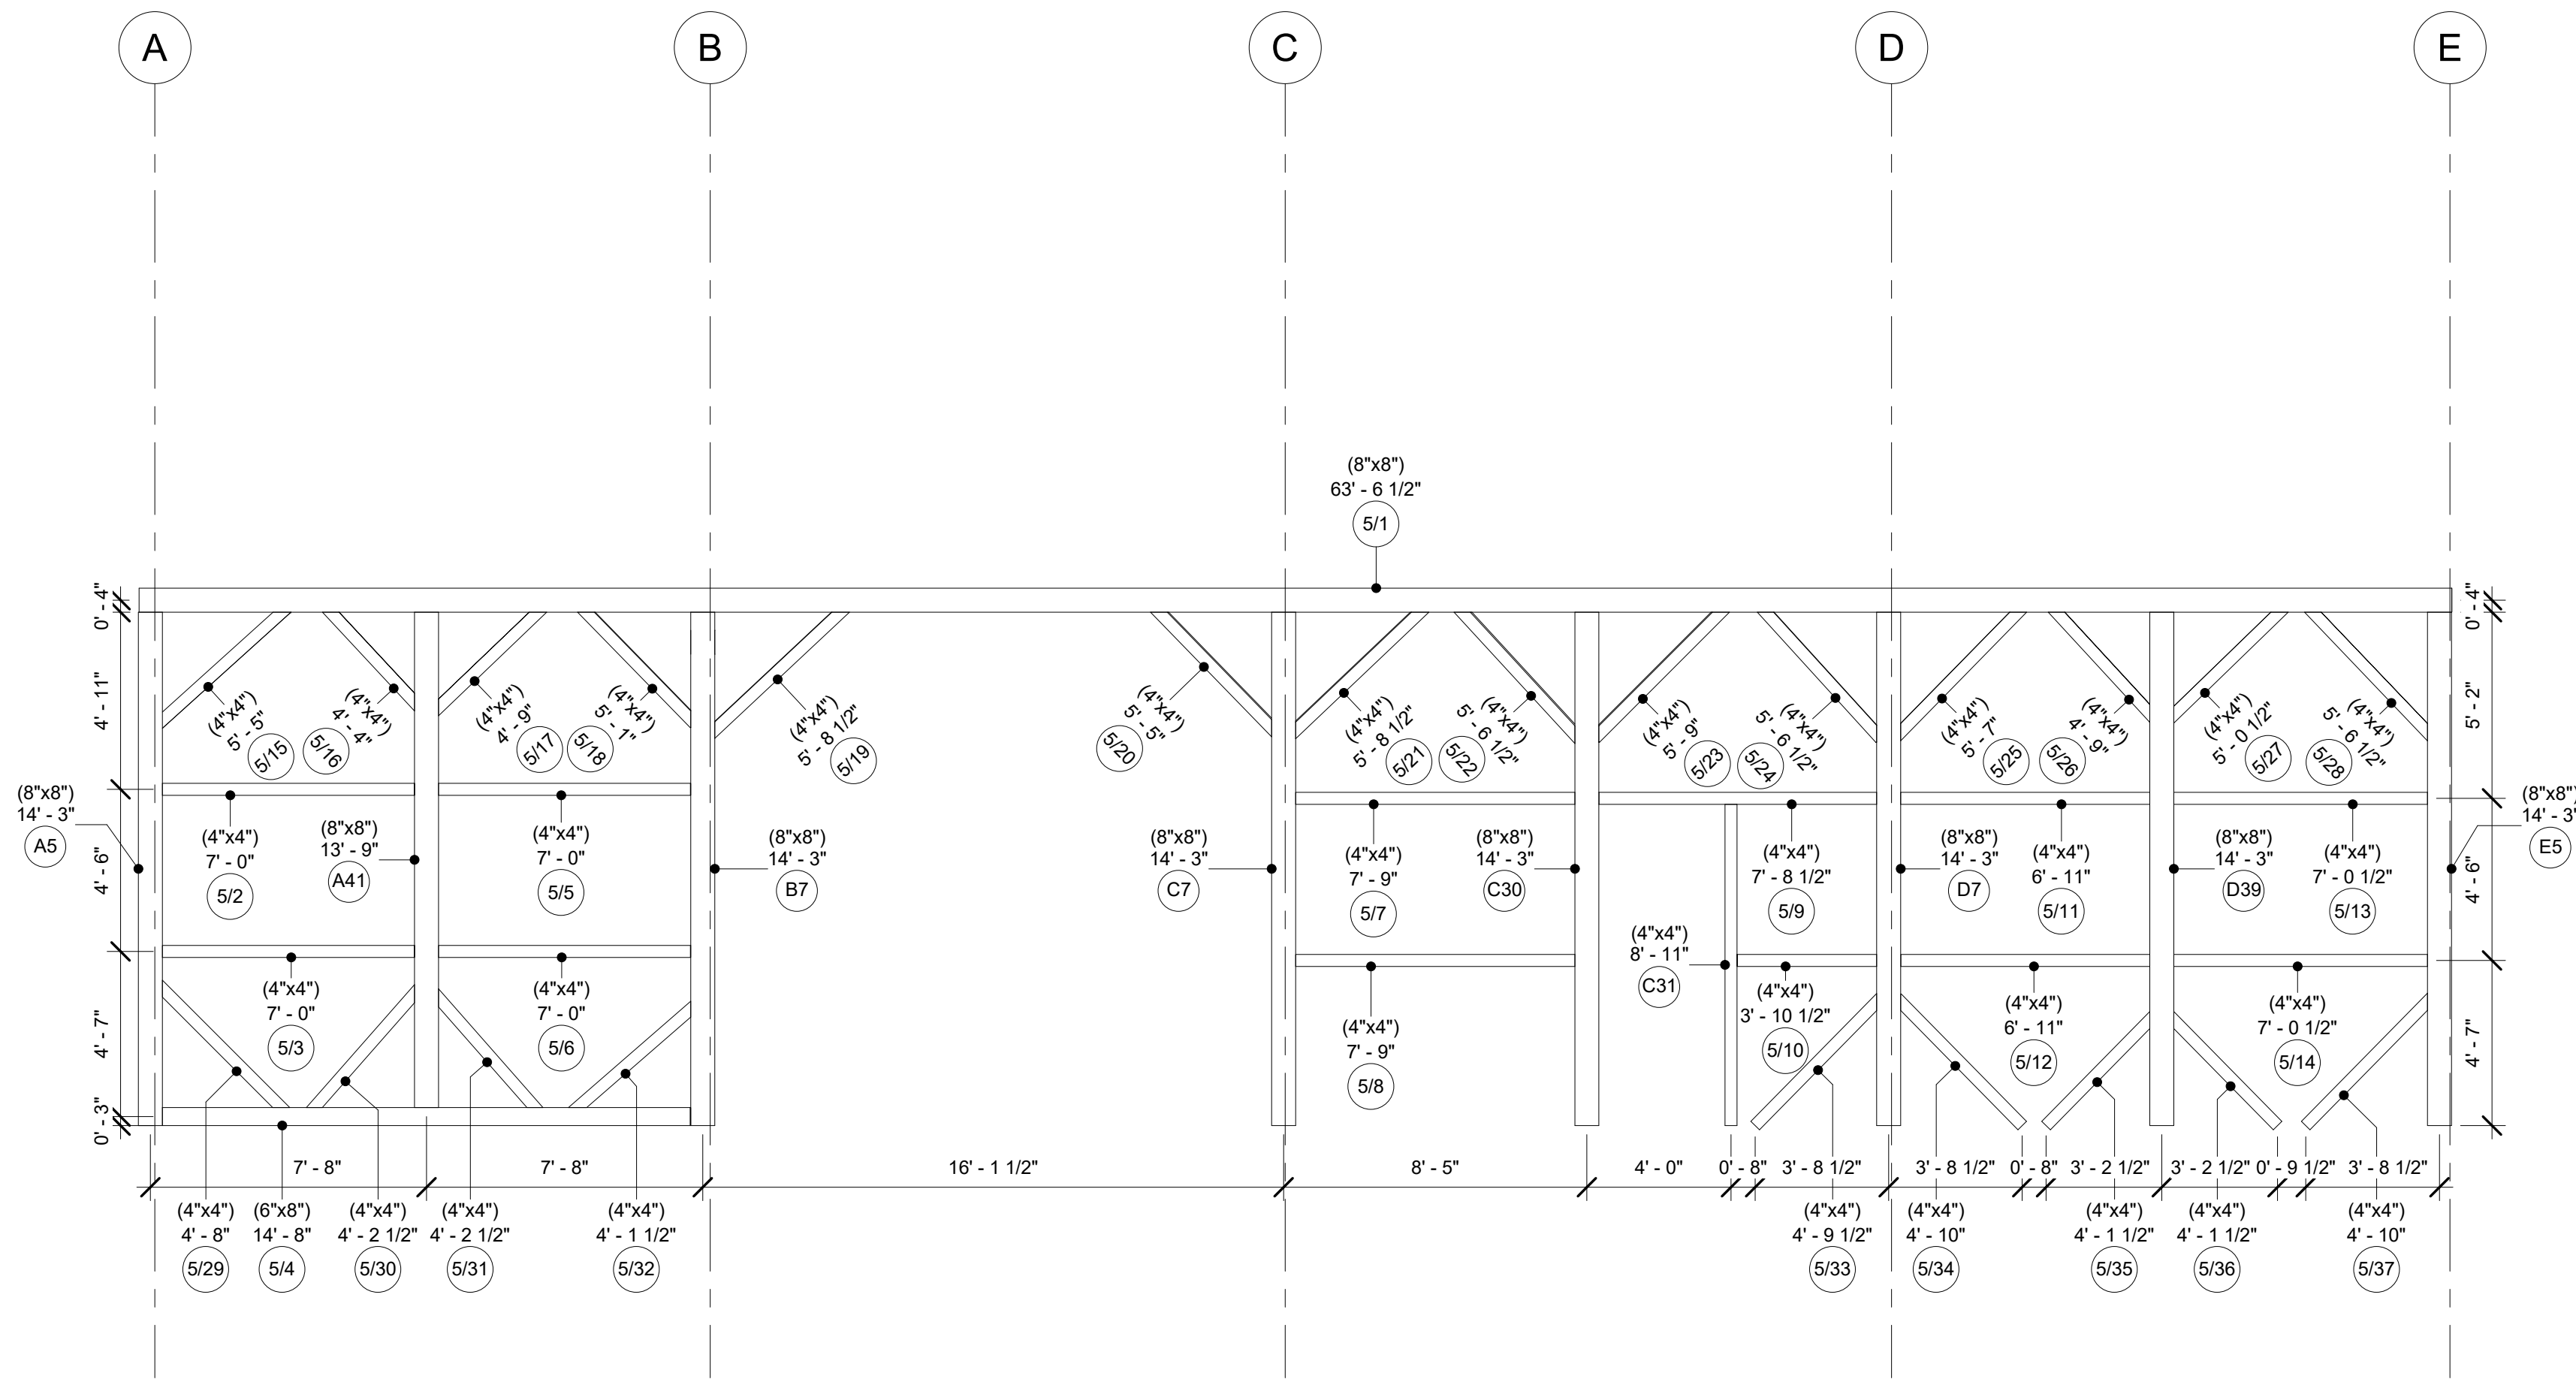 A
B
C
D
E
(8"x8")
63' - 6 1/2"
5/1
0' - 4"
4' - 11"
4' - 6"
4' - 7"
0' - 3"
0' - 4"
5' - 2"
4' - 6"
4' - 7"
(4"x4")
5' - 5"
5/15
(4"x4")
4' - 4"
5/16
(4"x4")
4' - 9"
5/17
(4"x4")
5' - 1"
5/18
(4"x4")
5' - 8 1/2"
5/19
(4"x4")
5' - 5"
5/20
(4"x4")
5' - 8 1/2"
5/21
(4"x4")
5' - 6 1/2"
5/22
(4"x4")
5' - 9"
5/23
(4"x4")
5' - 6 1/2"
5/24
(4"x4")
5' - 7"
5/25
(4"x4")
4' - 9"
5/26
(4"x4")
5' - 0 1/2"
5/27
(4"x4")
5' - 6 1/2"
5/28
(8"x8")
14' - 3"
A5
(4"x4")
7' - 0"
5/2
(8"x8")
13' - 9"
A41
(4"x4")
7' - 0"
5/5
(8"x8")
14' - 3"
B7
(8"x8")
14' - 3"
C7
(4"x4")
7' - 9"
5/7
(8"x8")
14' - 3"
C30
(4"x4")
7' - 8 1/2"
5/9
(8"x8")
14' - 3"
D7
(4"x4")
6' - 11"
5/11
(8"x8")
14' - 3"
D39
(4"x4")
7' - 0 1/2"
5/13
(8"x8")
14' - 3"
E5
(4"x4")
7' - 0"
5/3
(4"x4")
7' - 0"
5/6
(4"x4")
7' - 9"
5/8
(4"x4")
8' - 11"
C31
(4"x4")
3' - 10 1/2"
5/10
(4"x4")
6' - 11"
5/12
(4"x4")
7' - 0 1/2"
5/14
7' - 8"
7' - 8"
16' - 1 1/2"
8' - 5"
4' - 0"
0' - 8"
3' - 8 1/2"
3' - 8 1/2"
0' - 8"
3' - 2 1/2"
3' - 2 1/2"
0' - 9 1/2"
3' - 8 1/2"
(4"x4")
4' - 8"
5/29
(6"x8")
14' - 8"
5/4
(4"x4")
4' - 2 1/2"
5/30
(4"x4")
4' - 2 1/2"
5/31
(4"x4")
4' - 1 1/2"
5/32
(4"x4")
4' - 9 1/2"
5/33
(4"x4")
4' - 10"
5/34
(4"x4")
4' - 1 1/2"
5/35
(4"x4")
4' - 1 1/2"
5/36
(4"x4")
4' - 10"
5/37